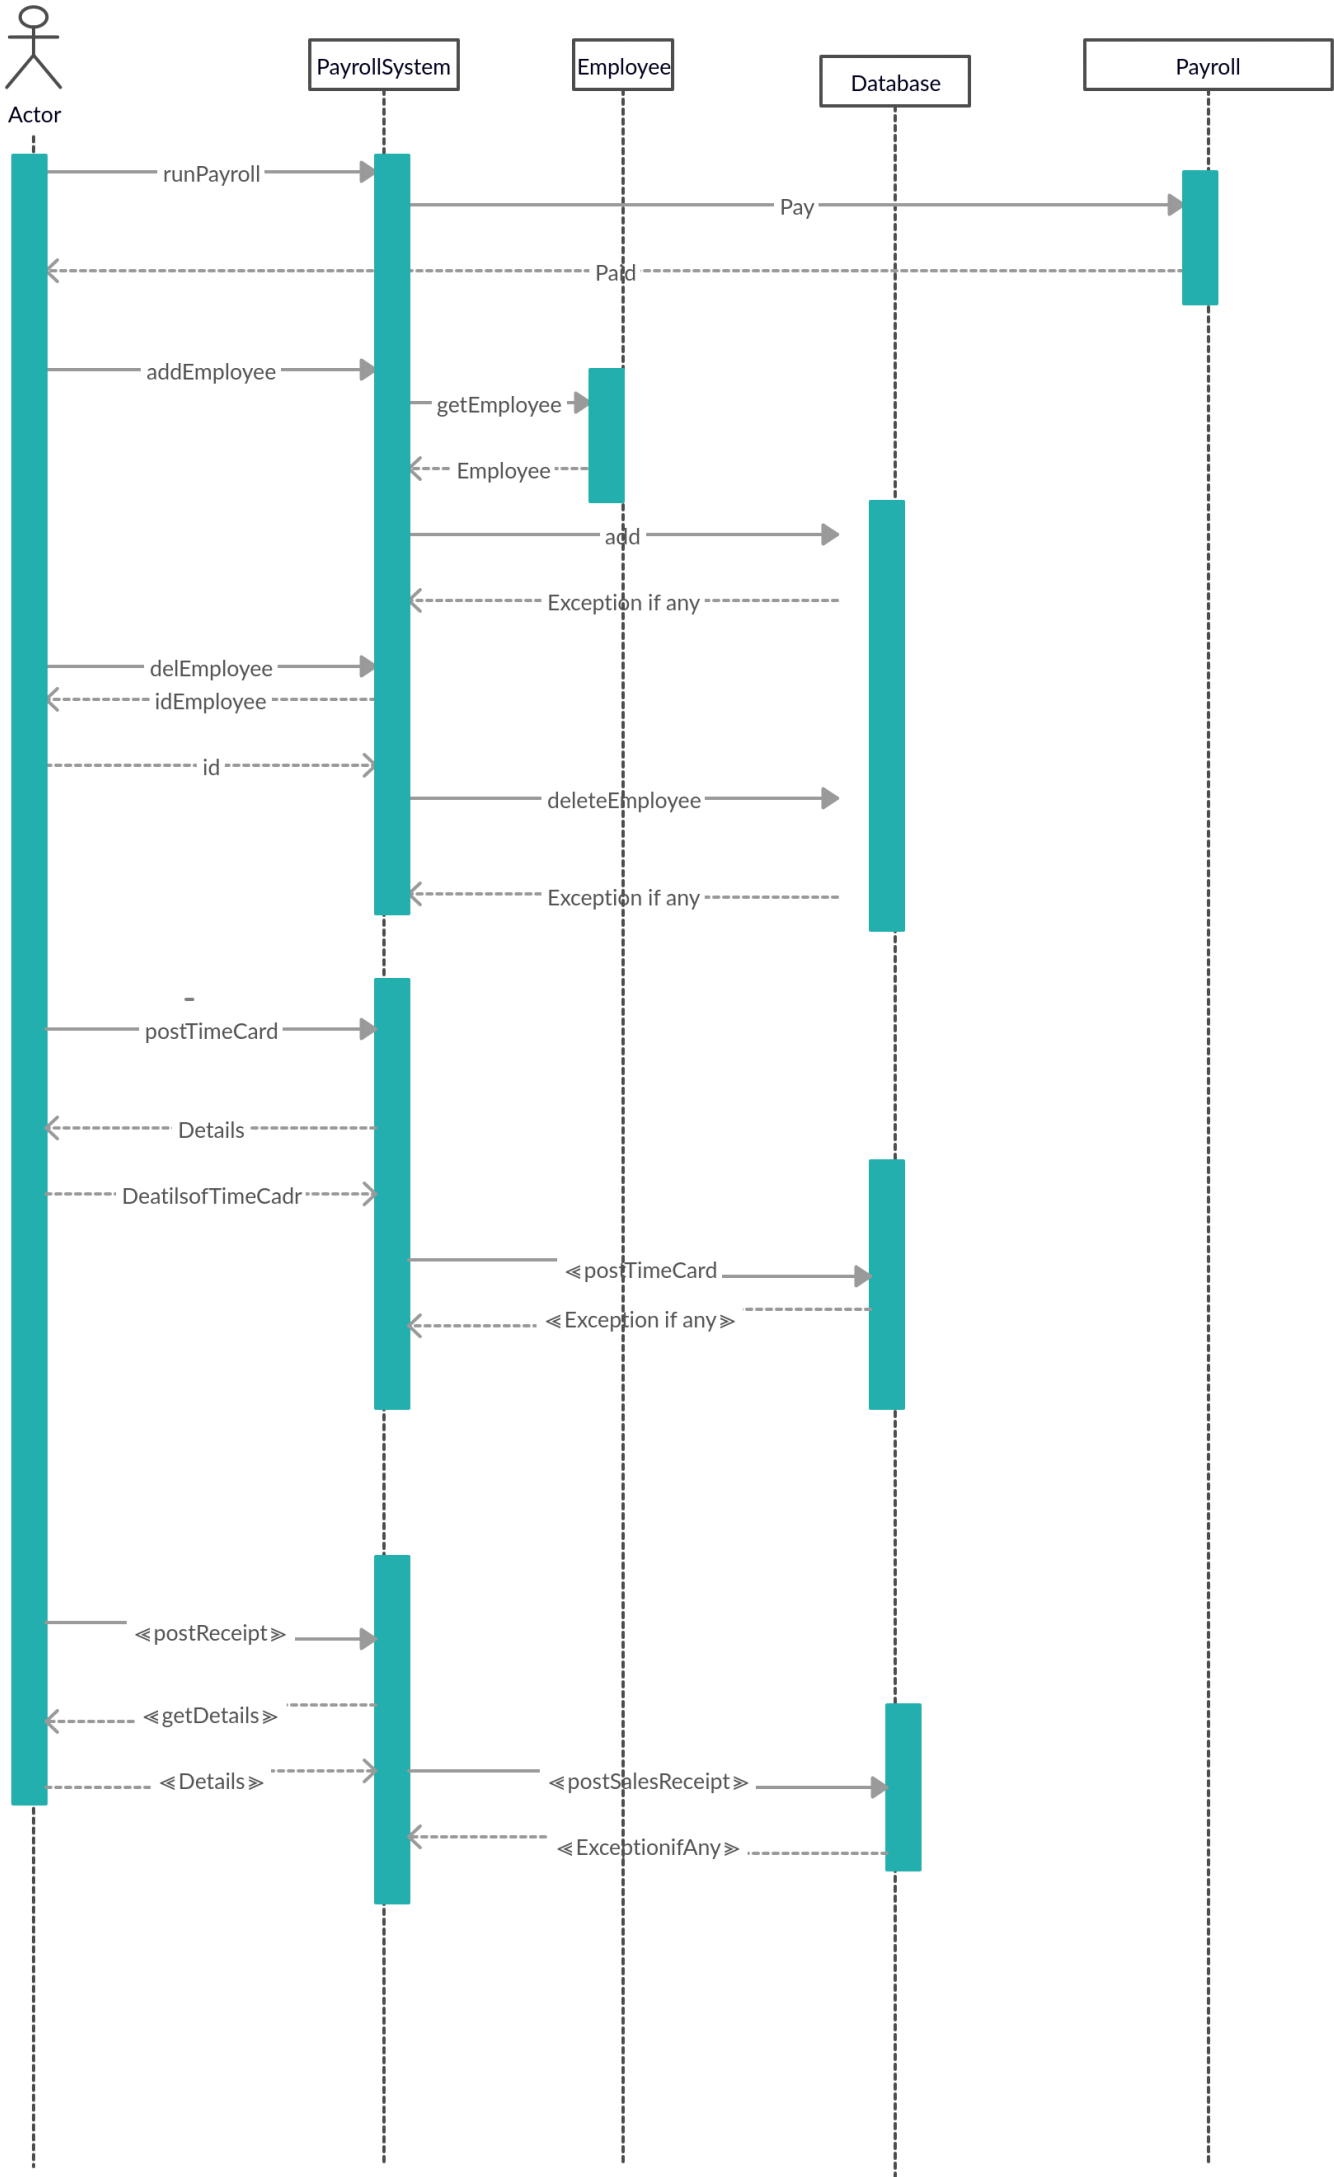 Actor
PayrollSystem
Employee
Database
Payroll
runPayroll
Pay
Paid
addEmployee
getEmployee
Employee
add
Exception if any
delEmployee
idEmployee
id
deleteEmployee
Exception if any
-
postTimeCard
Details
DeatilsofTimeCadr
≪postTimeCard
≪Exception if any≫
≪postReceipt≫
≪getDetails≫
≪Details≫
≪postSalesReceipt≫
≪ExceptionifAny≫